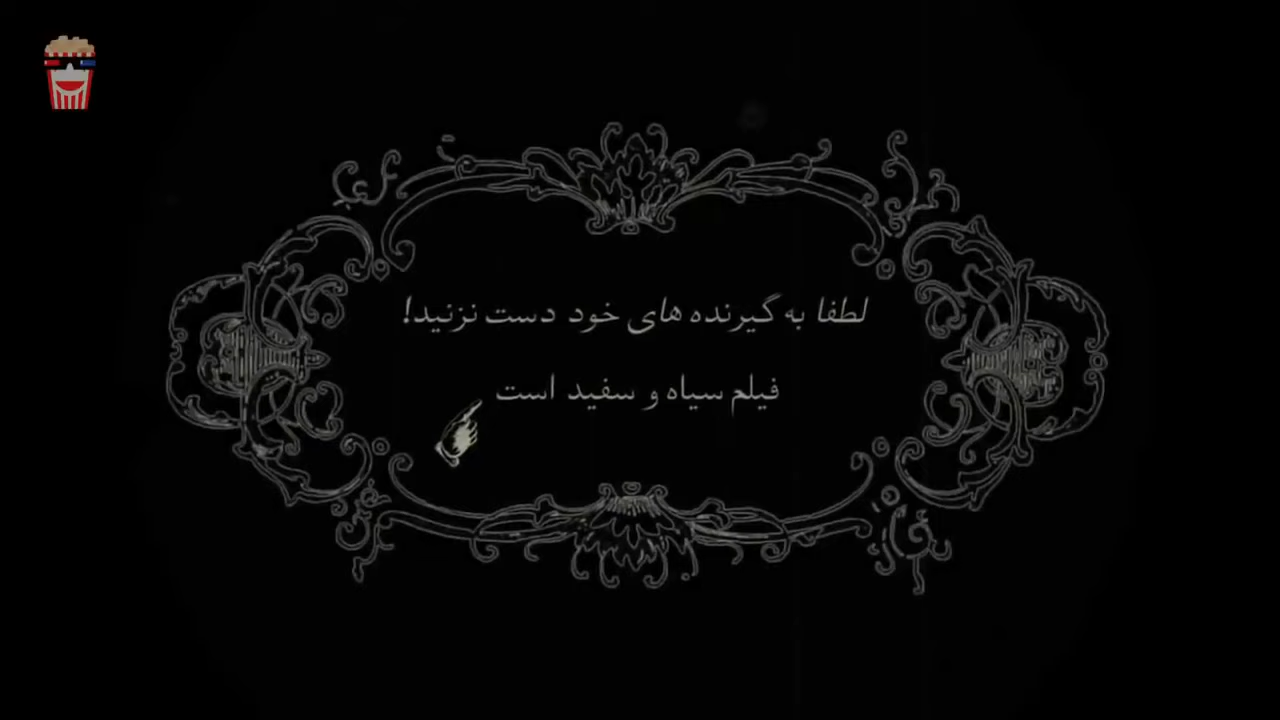 لطفا به گیرنده های خود دست نزنید!
فیلم سیاه و سفید است